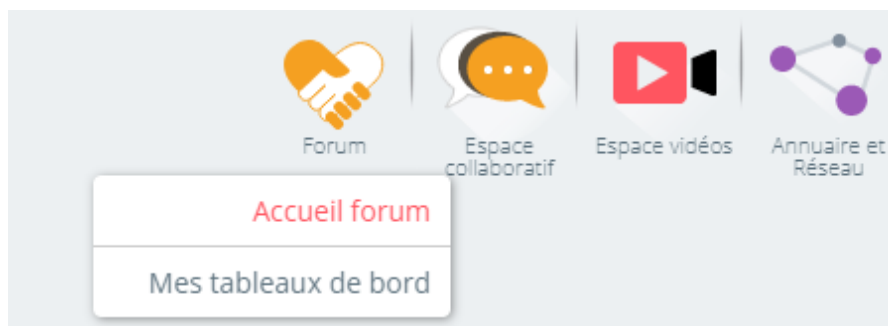 Forum
Espace
collaboratif
Espace vidéos
Annuaire et
Réseau
Accueil forum
Mes tableaux de bord